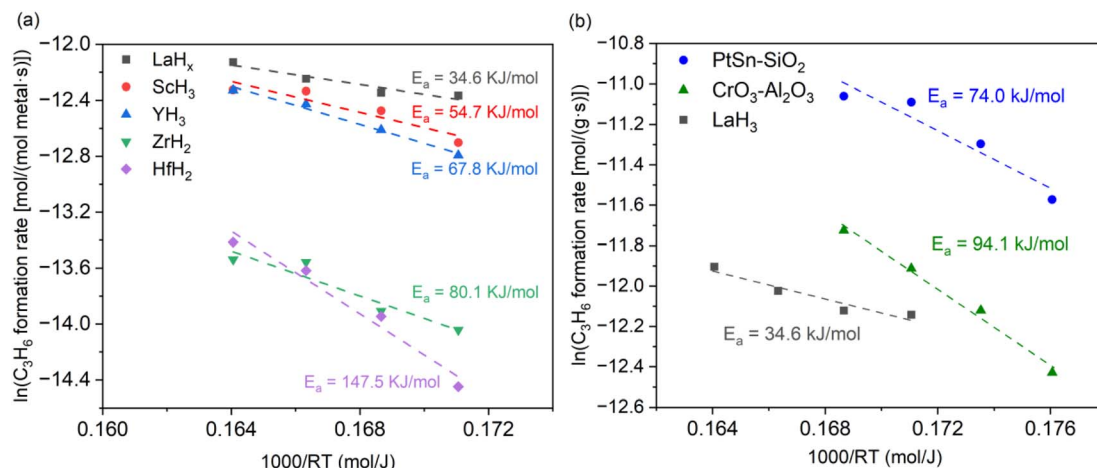 (a)
ln(C₃H₆ formation rate [mol/(mol metal·s)])
−12.0
−12.4
−12.8
−13.2
−13.6
−14.0
−14.4
LaHₓ
ScH₃
YH₃
ZrH₂
HfH₂
Eₐ = 34.6 KJ/mol
Eₐ = 54.7 KJ/mol
Eₐ = 67.8 KJ/mol
Eₐ = 80.1 KJ/mol
Eₐ = 147.5 KJ/mol
0.160 0.164 0.168 0.172
1000/RT (mol/J)
(b)
ln(C₃H₆ formation rate [mol/(g·s)])
−10.8
−11.0
−11.2
−11.4
−11.6
−11.8
−12.0
−12.2
−12.4
−12.6
PtSn-SiO₂
CrO₃-Al₂O₃
LaH₃
Eₐ = 74.0 kJ/mol
Eₐ = 94.1 kJ/mol
Eₐ = 34.6 kJ/mol
0.164 0.168 0.172 0.176
1000/RT (mol/J)